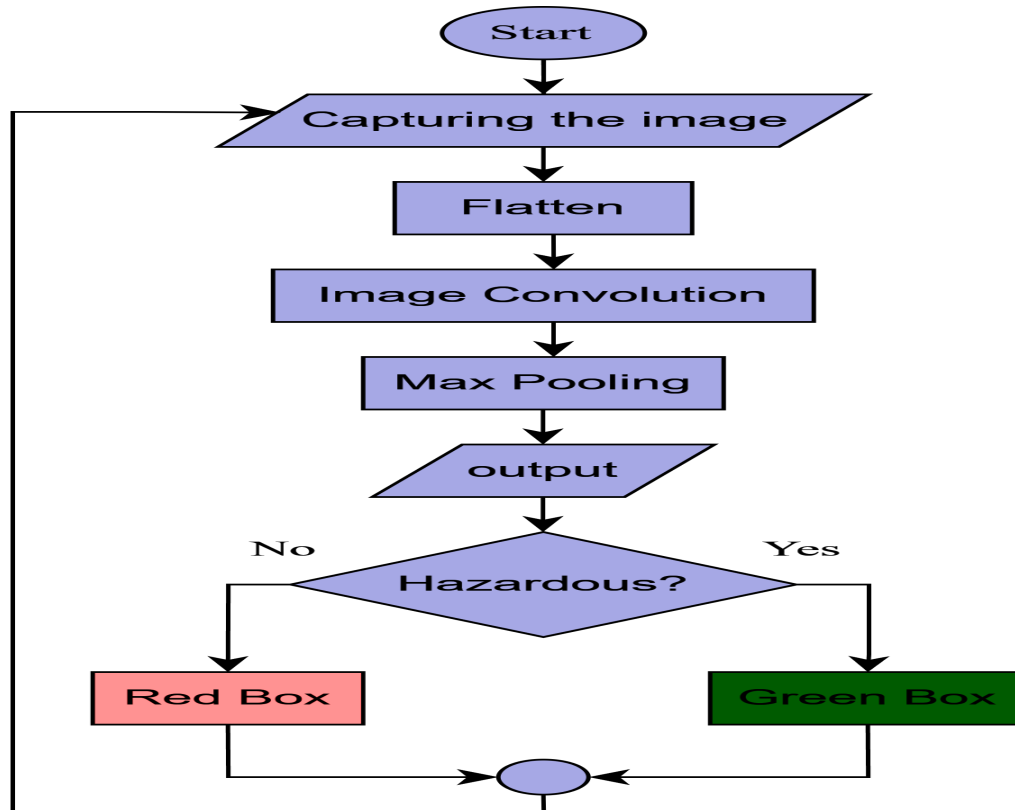 Start
Capturing the image
Flatten
Image Convolution
Max Pooling
output
No
Yes
Hazardous?
Red Box
Green Box